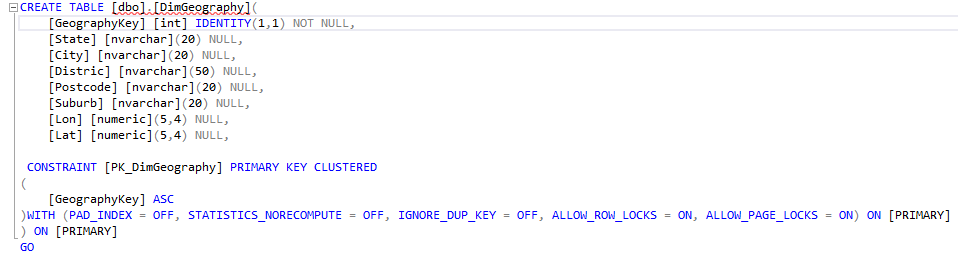 CREATE TABLE [dbo].[DimGeography](
[GeographyKey] [int] IDENTITY(1,1) NOT NULL,
[State] [nvarchar](20) NULL,
[City] [nvarchar](20) NULL,
[Distric] [nvarchar](50) NULL,
[Postcode] [nvarchar](20) NULL,
[Suburb] [nvarchar](20) NULL,
[Lon] [numeric](5,4) NULL,
[Lat] [numeric](5,4) NULL,
CONSTRAINT [PK_DimGeography] PRIMARY KEY CLUSTERED
(
[GeographyKey] ASC
)WITH (PAD_INDEX = OFF, STATISTICS_NORECOMPUTE = OFF, IGNORE_DUP_KEY = OFF, ALLOW_ROW_LOCKS = ON, ALLOW_PAGE_LOCKS = ON) ON [PRIMARY]
) ON [PRIMARY]
GO